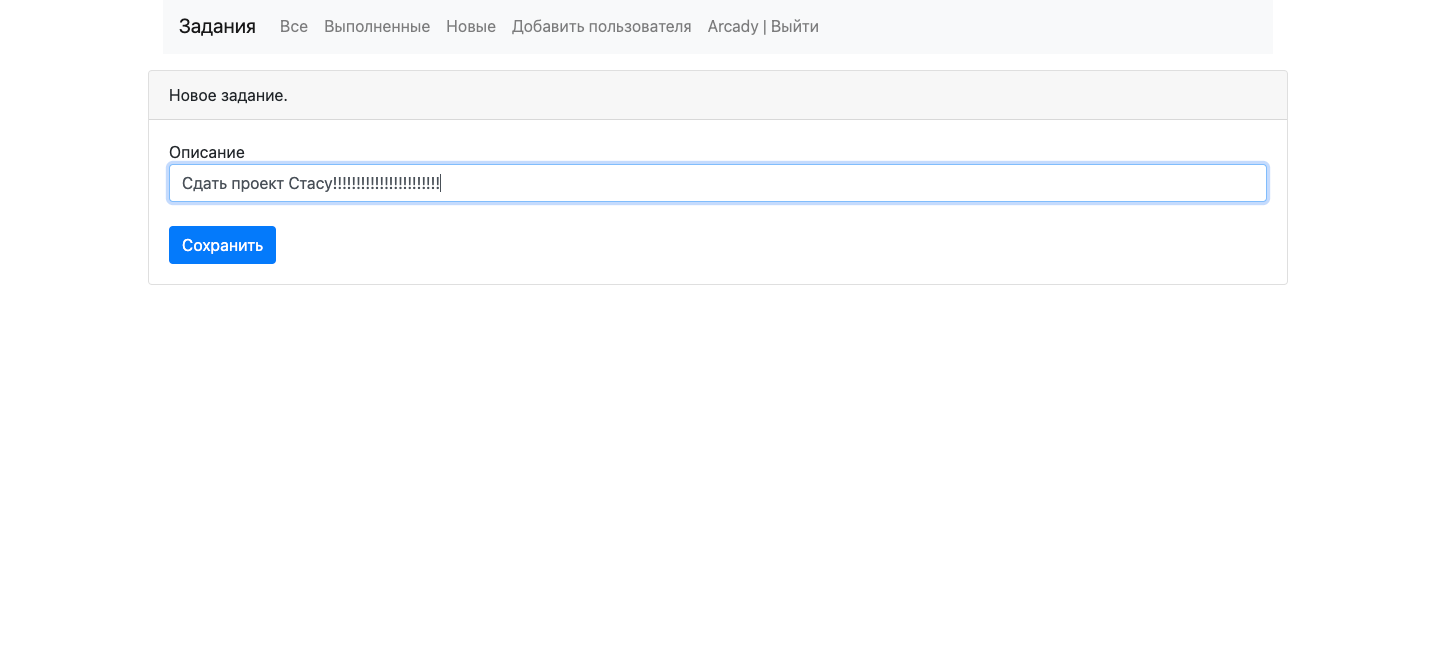 Задания Все Выполненные Новые Добавить пользователя Arcady | Выйти
Новое задание.
Описание
Сдать проект Стасу!!!!!!!!!!!!!!!!!!!!!!!
Сохранить